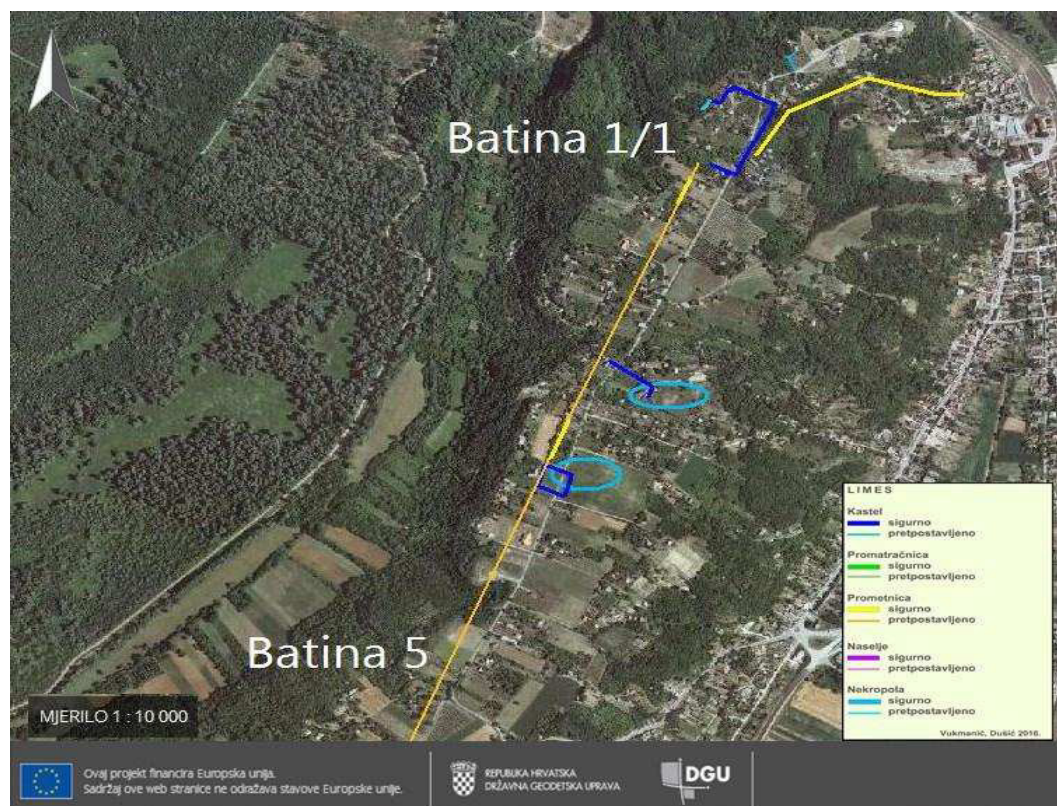 Batina 1/1
Batina 5
MJERILO 1 : 10 000
LIMES
Kastel
sigurno
pretpostavljeno
Promatračnica
sigurno
pretpostavljeno
Prometnica
sigurno
pretpostavljeno
Naselje
sigurno
pretpostavljeno
Nekropola
sigurno
pretpostavljeno
Vukmanić, Dušić 2016.
Ovaj projekt financira Europska unija.
Sadržaj ove web stranice ne odražava stavove Europske unije.
REPUBLIKA HRVATSKA
DRŽAVNA GEODETSKA UPRAVA
DGU